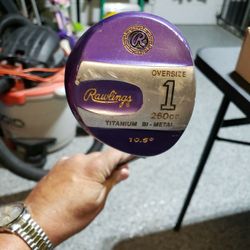 R
OVERSIZE
1
Rawlings®
260cc
TITANIUM BI-METAL
10.5°